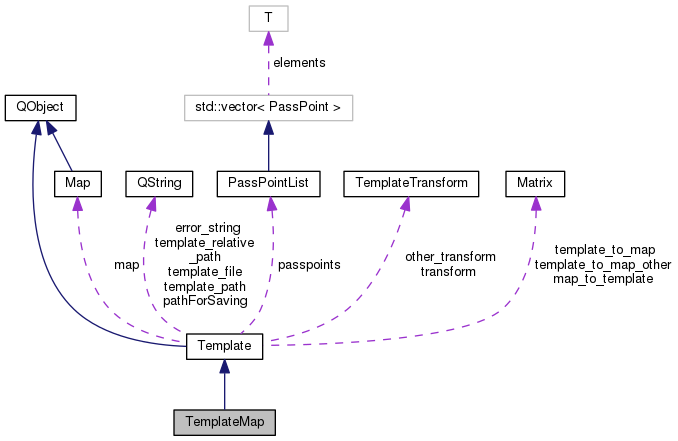 T
elements
QObject
std::vector< PassPoint >
Map
QString
PassPointList
TemplateTransform
Matrix
map
error_string
template_relative
_path
template_file
template_path
pathForSaving
passpoints
other_transform
transform
template_to_map
template_to_map_other
map_to_template
Template
TemplateMap